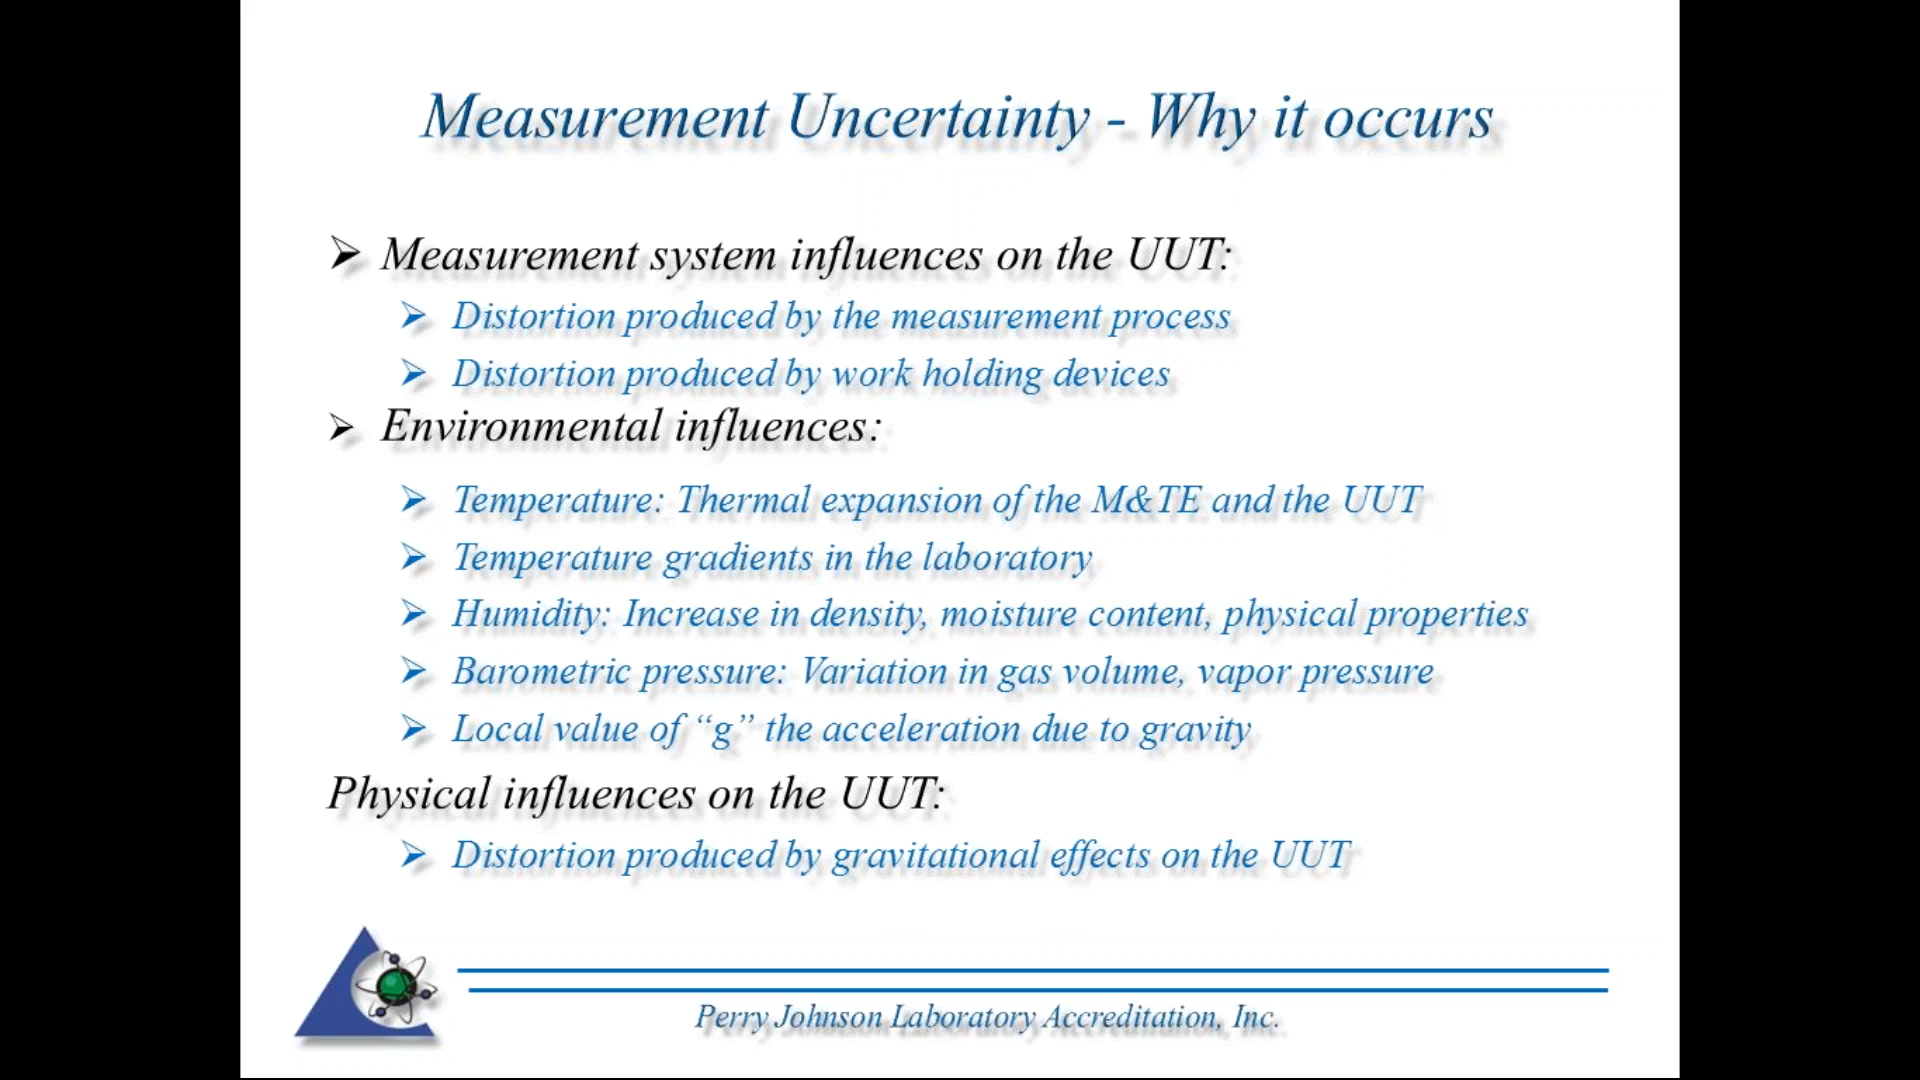 Measurement Uncertainty - Why it occurs
Measurement system influences on the UUT:
Distortion produced by the measurement process
Distortion produced by work holding devices
Environmental influences:
Temperature: Thermal expansion of the M&TE and the UUT
Temperature gradients in the laboratory
Humidity: Increase in density, moisture content, physical properties
Barometric pressure: Variation in gas volume, vapor pressure
Local value of “g” the acceleration due to gravity
Physical influences on the UUT:
Distortion produced by gravitational effects on the UUT
Perry Johnson Laboratory Accreditation, Inc.